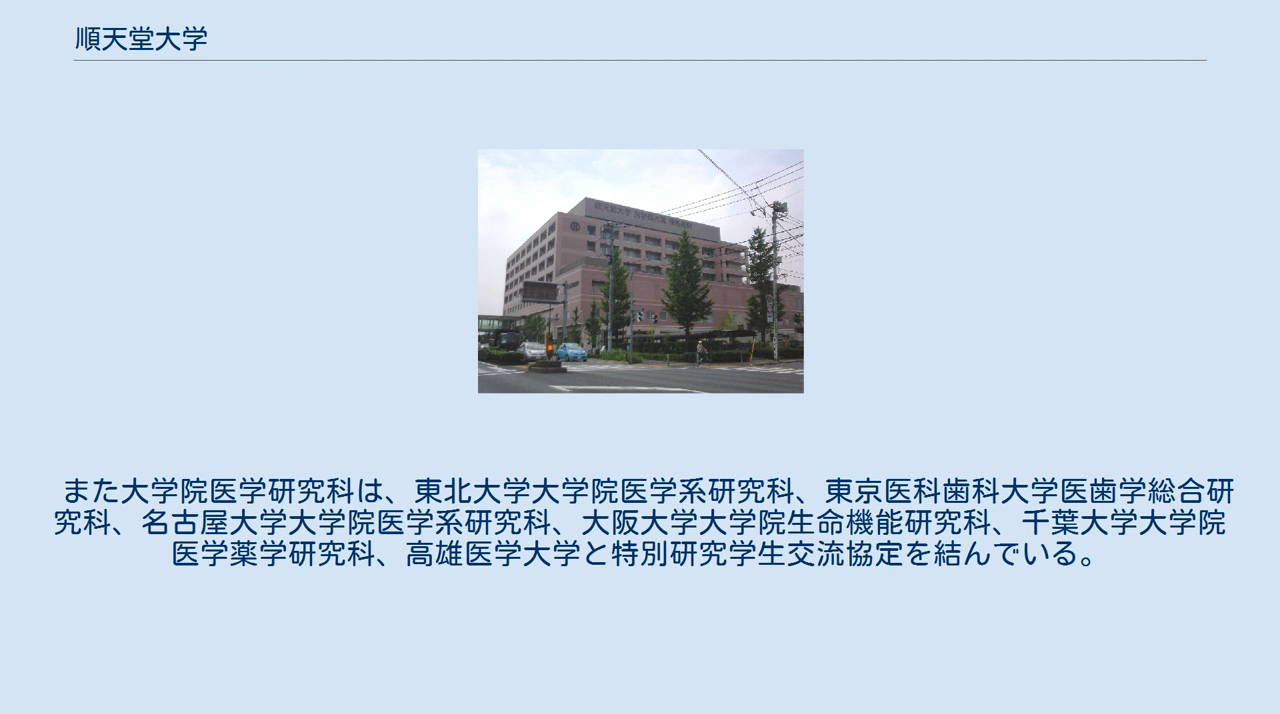 順天堂大学
また大学院医学研究科は、東北大学大学院医学系研究科、東京医科歯科大学医歯学総合研
究科、名古屋大学大学院医学系研究科、大阪大学大学院生命機能研究科、千葉大学大学院
医学薬学研究科、高雄医学大学と特別研究学生交流協定を結んでいる。